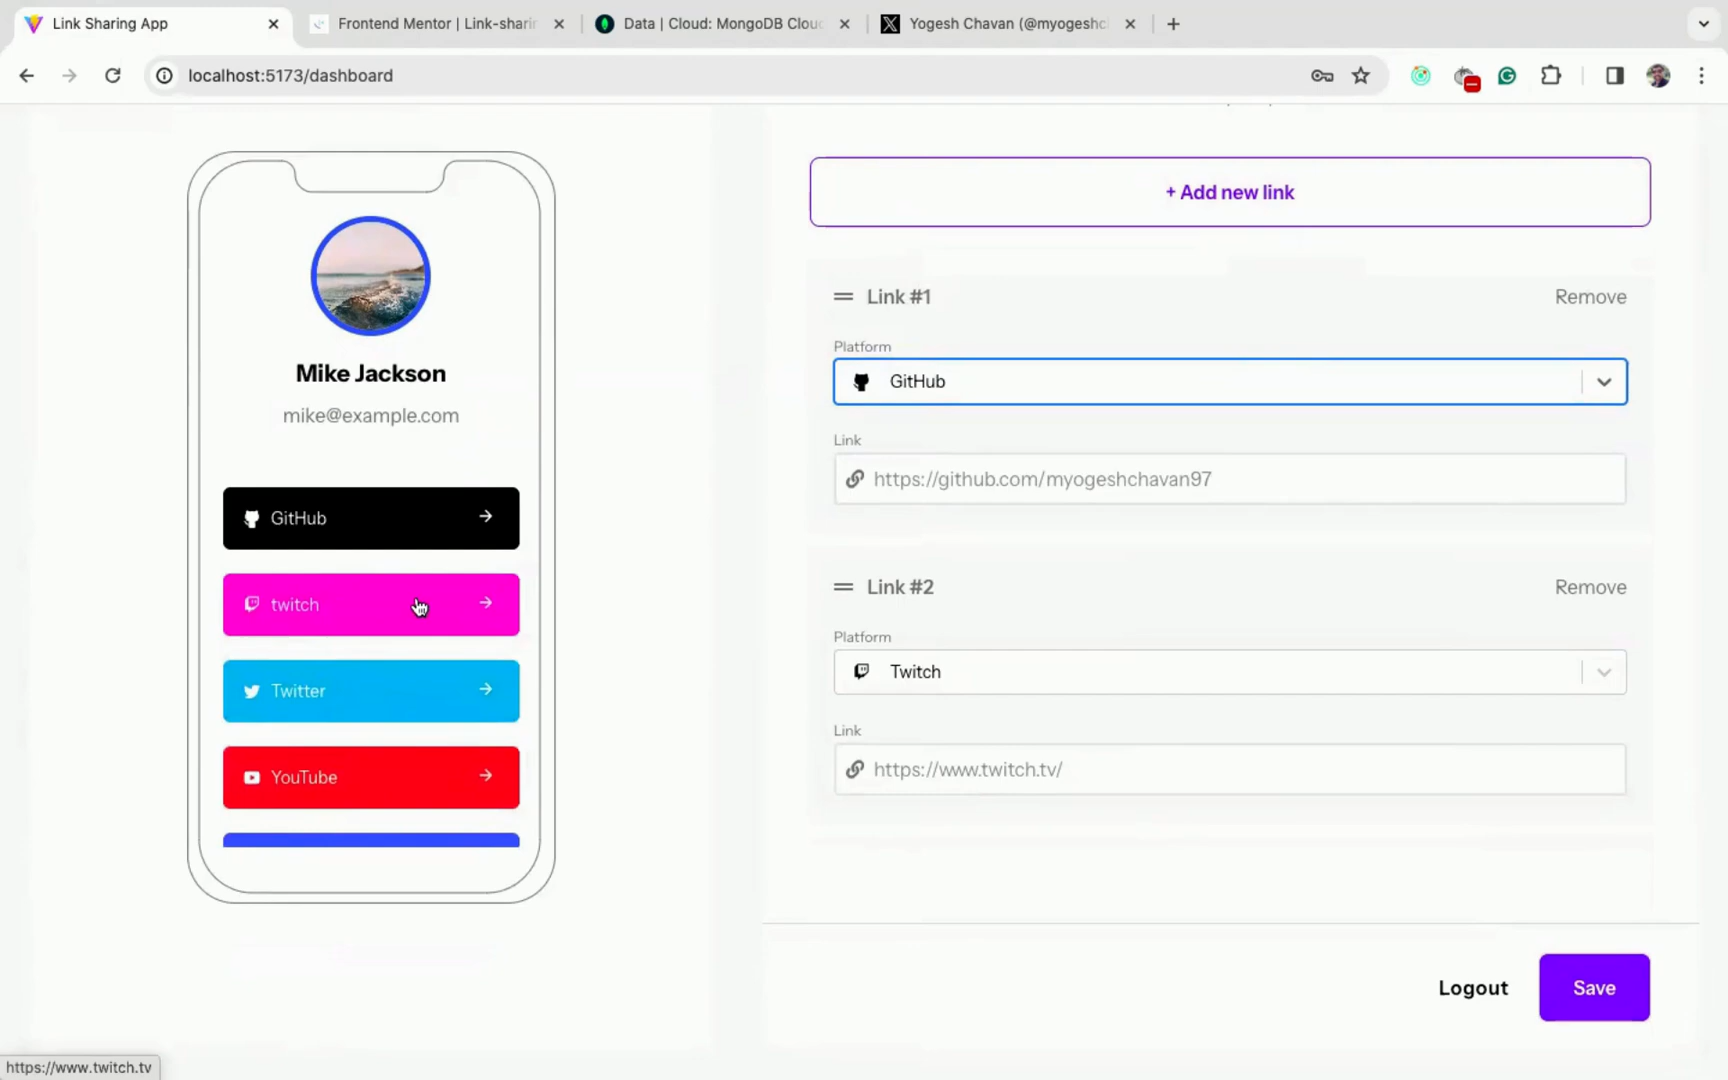 Link Sharing App
Frontend Mentor | Link-sharin
Data | Cloud: MongoDB Clou
Yogesh Chavan (@myogeshc
localhost:5173/dashboard
Mike Jackson
mike@example.com
GitHub
twitch
Twitter
YouTube
+ Add new link
Link #1
Remove
Platform
GitHub
Link
https://github.com/myogeshchavan97
Link #2
Remove
Platform
Twitch
Link
https://www.twitch.tv/
Logout
Save
https://www.twitch.tv